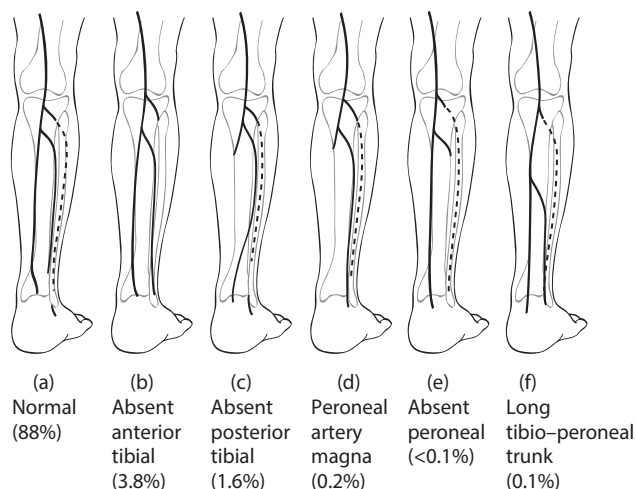 (a)
Normal
(88%)
(b)
Absent
anterior
tibial
(3.8%)
(c)
Absent
posterior
tibial
(1.6%)
(d)
Peroneal
artery
magna
(0.2%)
(e)
Absent
peroneal
(<0.1%)
(f)
Long
tibio–peroneal
trunk
(0.1%)